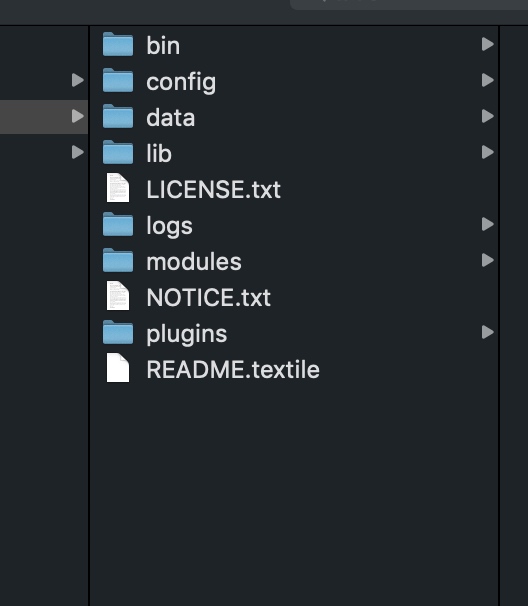 bin
config
data
lib
LICENSE.txt
logs
modules
NOTICE.txt
plugins
README.textile